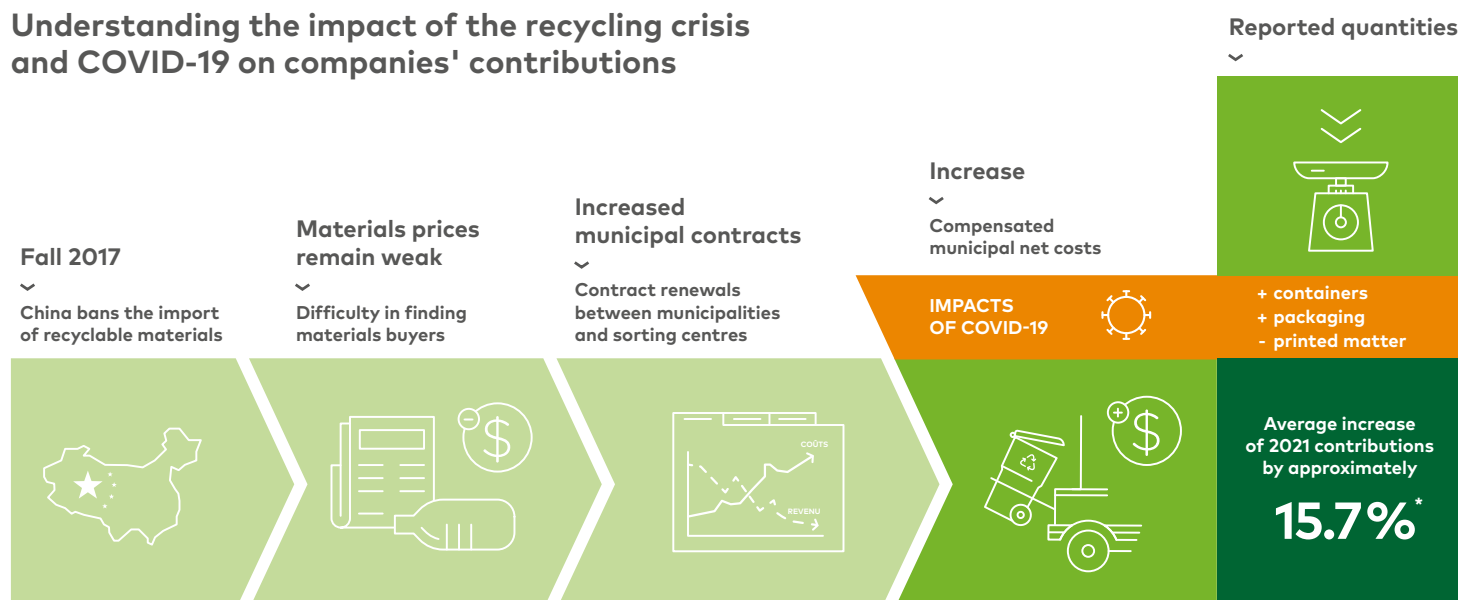 Understanding the impact of the recycling crisis
and COVID-19 on companies' contributions
Fall 2017
China bans the import
of recyclable materials
Materials prices
remain weak
Difficulty in finding
materials buyers
Increased
municipal contracts
Contract renewals
between municipalities
and sorting centres
COÛTS
REVENU
Increase
Compensated
municipal net costs
IMPACTS
OF COVID-19
Reported quantities
+ containers
+ packaging
- printed matter
Average increase
of 2021 contributions
by approximately
15.7%*